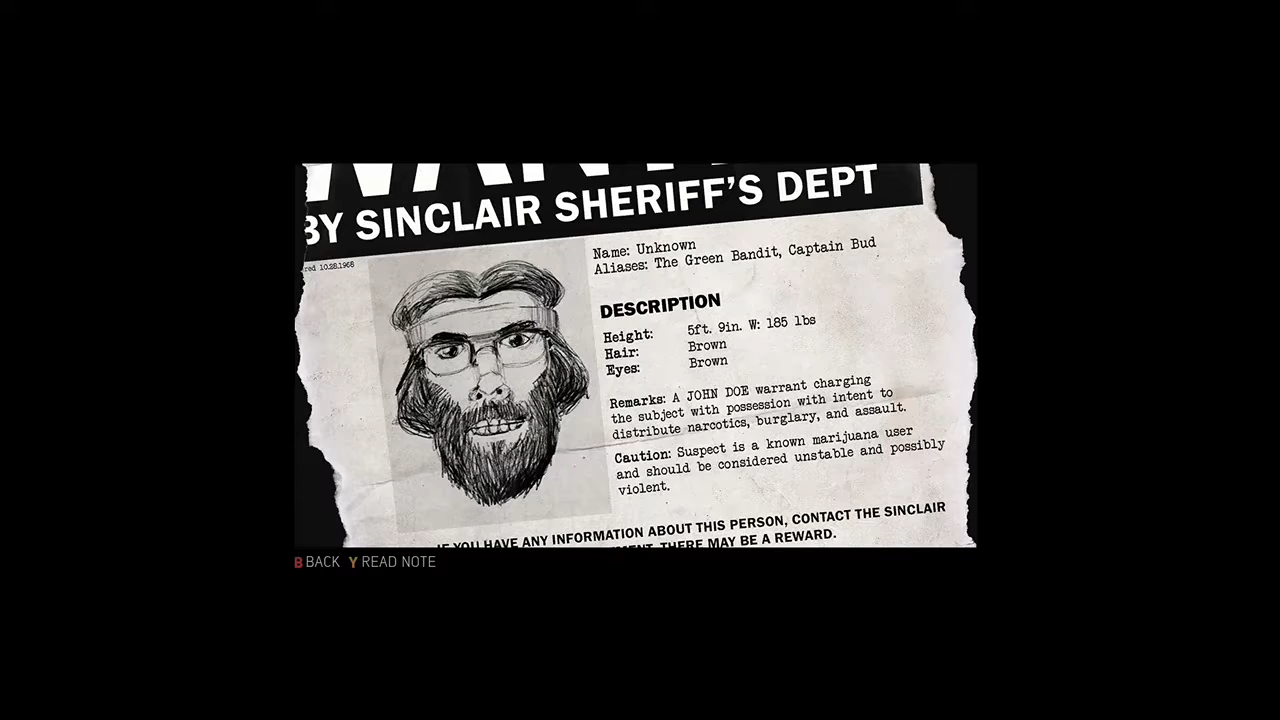 BY SINCLAIR SHERIFF'S DEPT
10.28.1968
Name: Unknown
Aliases: The Green Bandit, Captain Bud
DESCRIPTION
Height: 5ft. 9in. W: 185 lbs
Hair: Brown
Eyes: Brown
Remarks: A JOHN DOE warrant charging
the subject with possession with intent to
distribute narcotics, burglary, and assault.
Caution: Suspect is a known marijuana user
and should be considered unstable and possibly
violent.
IF YOU HAVE ANY INFORMATION ABOUT THIS PERSON, CONTACT THE SINCLAIR
THERE MAY BE A REWARD.
B BACK Y READ NOTE